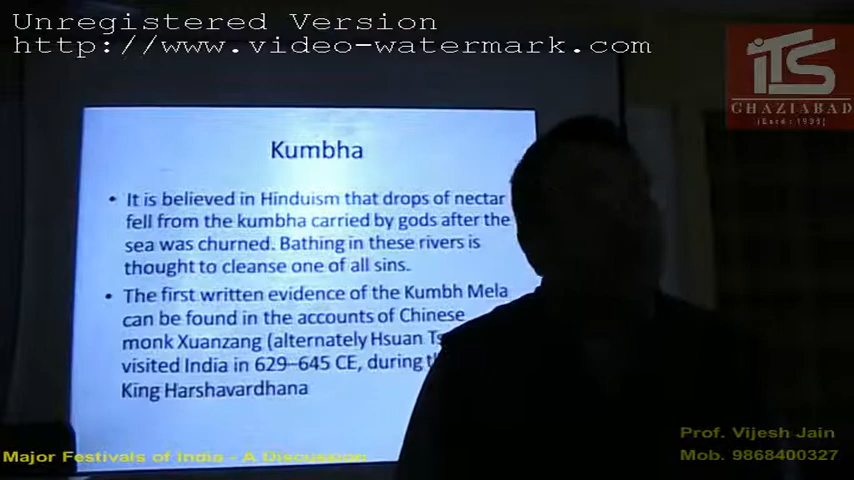 Unregistered Version
http://www.video-watermark.com
iTS
GHAZIABAD
Kumbha
• It is believed in Hinduism that drops of nectar
fell from the kumbha carried by gods after the
sea was churned. Bathing in these rivers is
thought to cleanse one of all sins.
• The first written evidence of the Kumbh Mela
can be found in the accounts of Chinese
monk Xuanzang (alternately Hsuan
visited India in 629–645 CE, during
King Harshavardhana
Prof. Vijesh Jain
Major Festivals of India - A Discussion
Mob. 9868400327